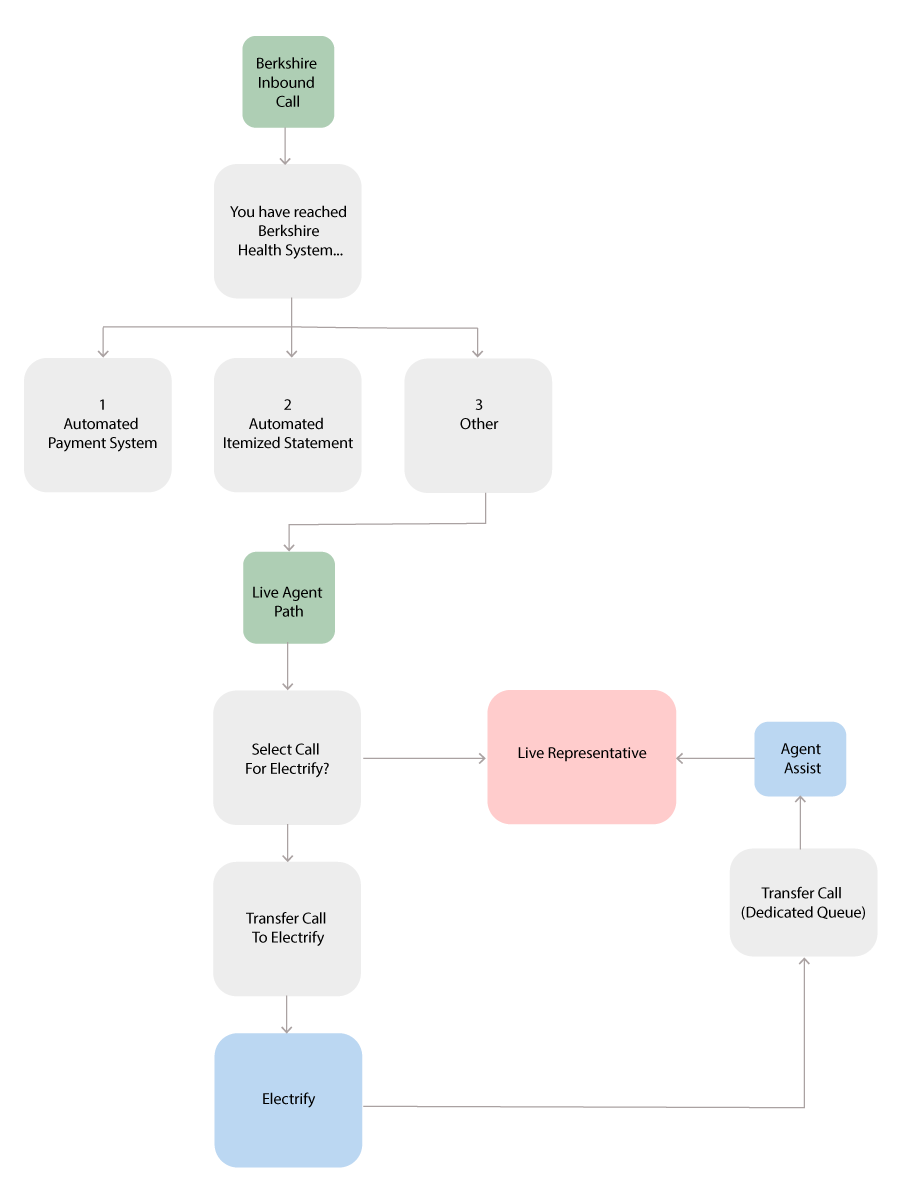 Berkshire
Inbound
Call
You have reached
Berkshire
Health System...
1
Automated
Payment System
2
Automated
Itemized Statement
3
Other
Live Agent
Path
Select Call
For Electrify?
Live Representative
Agent
Assist
Transfer Call
To Electrify
Transfer Call
(Dedicated Queue)
Electrify